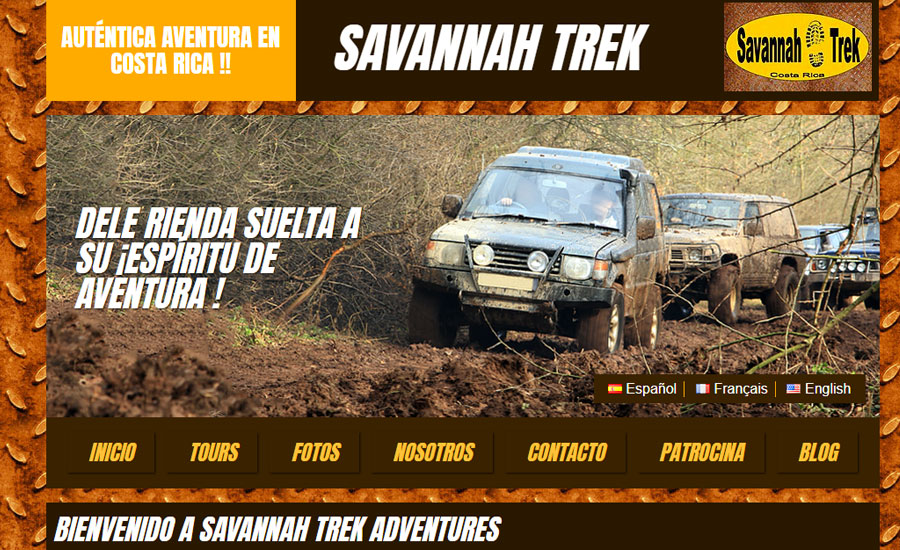 AUTÉNTICA AVENTURA EN
COSTA RICA !!
SAVANNAH TREK
Savannah Trek
Costa Rica
DELE RIENDA SUELTA A
SU ¡ESPÍRITU DE
AVENTURA !
Español Français English
INICIO TOURS FOTOS NOSOTROS CONTACTO PATROCINA BLOG
BIENVENIDO A SAVANNAH TREK ADVENTURES